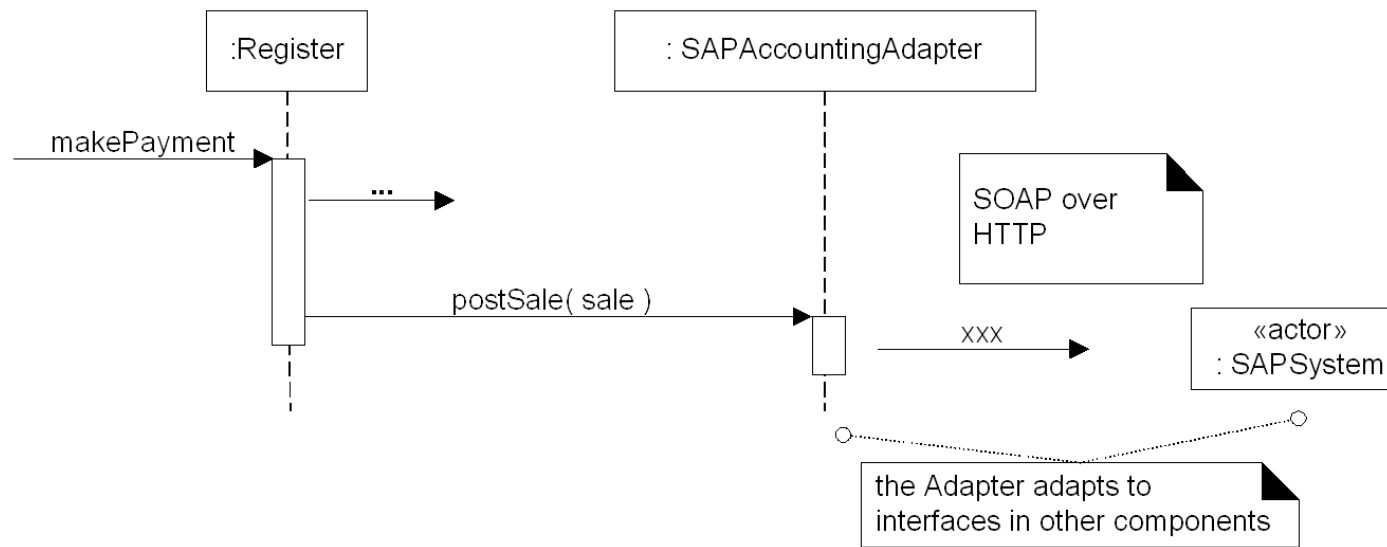 :Register
: SAPAccountingAdapter
makePayment
...
SOAP over
HTTP
postSale( sale )
xxx
«actor»
: SAPSystem
the Adapter adapts to
interfaces in other components